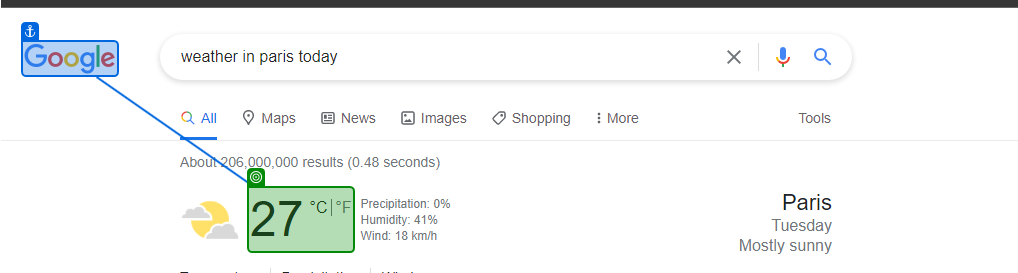 Google
weather in paris today
All Maps News Images Shopping More Tools
About 206,000,000 results (0.48 seconds)
27 °C | °F
Precipitation: 0%
Humidity: 41%
Wind: 18 km/h
Paris
Tuesday
Mostly sunny